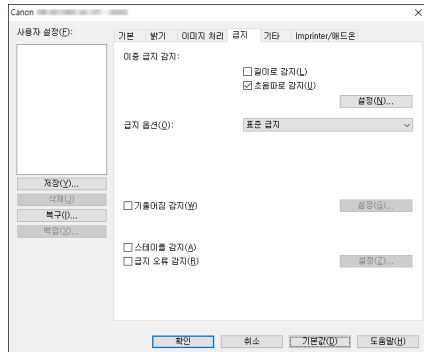 Canon
사용자 설정(F):
기본 밝기 이미지 처리 급지 기타 Imprinter/애드온
이중 급지 감지:
길이로 감지(L)
초음파로 감지(U)
설정(N)...
급지 옵션(O):
표준 급지
저장(Y)...
삭제(J)
복구(I)...
백업(X)...
기울어짐 감지(W)
설정(G)...
스테이플 감지(A)
급지 오류 감지(R)
설정(Z)...
확인 취소 기본값(D) 도움말(H)